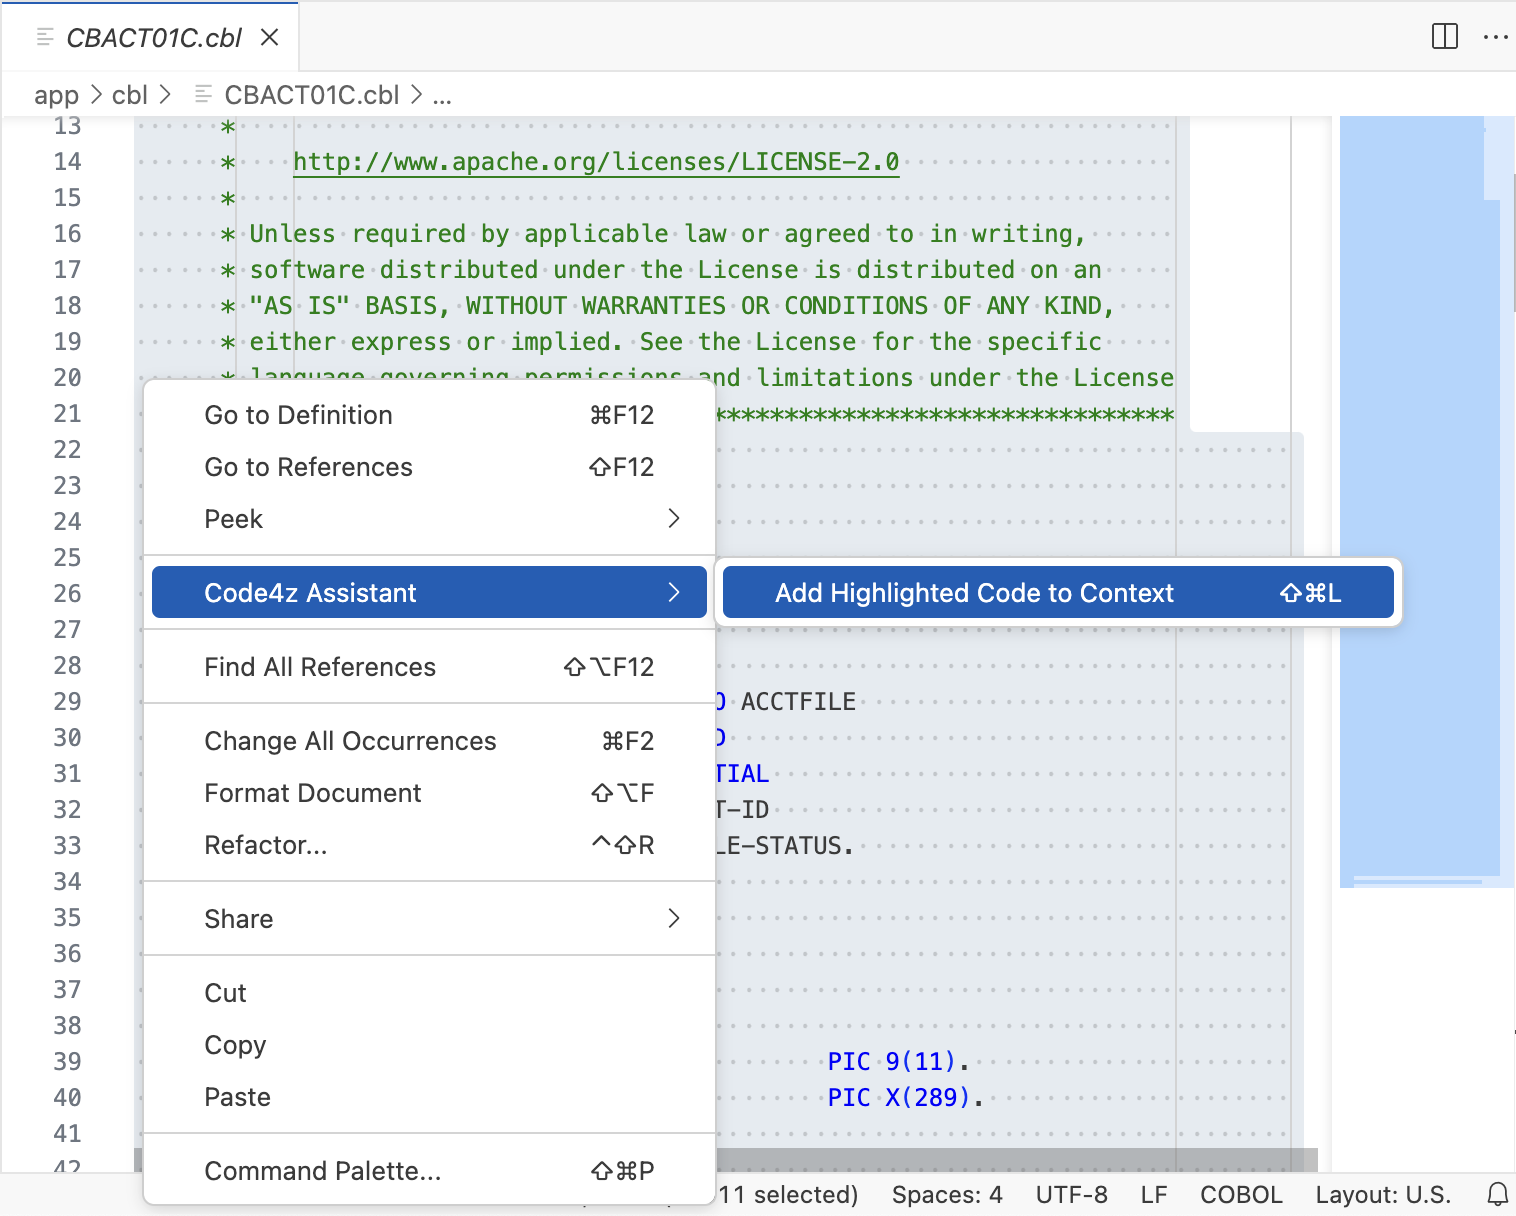 CBACT01C.cbl
app > cbl > CBACT01C.cbl > ...
13 *
14 * http://www.apache.org/licenses/LICENSE-2.0
15 *
16 * Unless required by applicable law or agreed to in writing,
17 * software distributed under the License is distributed on an
18 * "AS IS" BASIS, WITHOUT WARRANTIES OR CONDITIONS OF ANY KIND,
19 * either express or implied. See the License for the specific
20 * language governing permissions and limitations under the License
21 ********************************
22
23
24
25
26
27
28
29 O ACCTFILE
30 D
31 TIAL
32 T-ID
33 LE-STATUS.
34
35
36
37
38
39 PIC 9(11).
40 PIC X(289).
41
42
Go to Definition ⌘F12
Go to References ⇧F12
Peek >
Code4z Assistant >
Add Highlighted Code to Context ⇧⌘L
Find All References ⇧⌥F12
Change All Occurrences ⌘F2
Format Document ⇧⌥F
Refactor... ^⇧R
Share >
Cut
Copy
Paste
Command Palette... ⇧⌘P
11 selected) Spaces: 4 UTF-8 LF COBOL Layout: U.S.